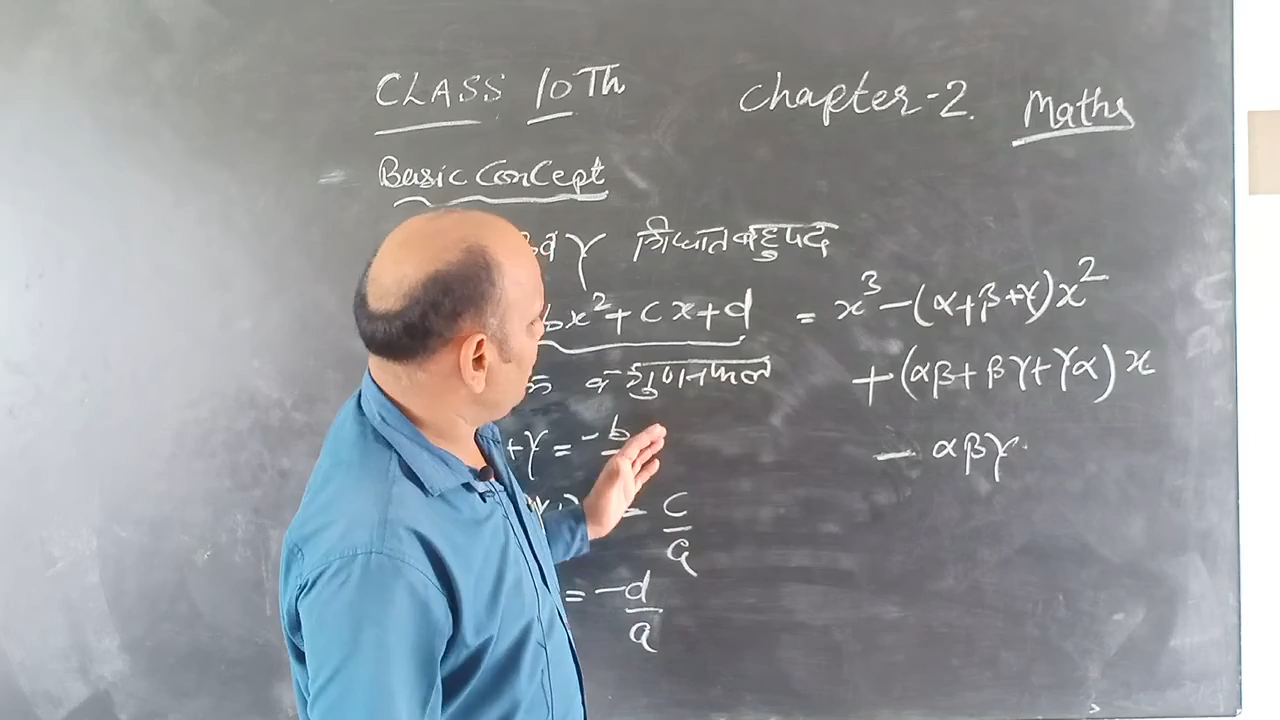 CLASS 10Th
Chapter-2. Maths
Basic Concept
व γ त्रिघात बहुपद
bx²+cx+d = x³-(α+β+γ)x²
व गुणनफल +(αβ+βγ+γα)x
+γ = -b - αβγ
= c/a
= -d/a